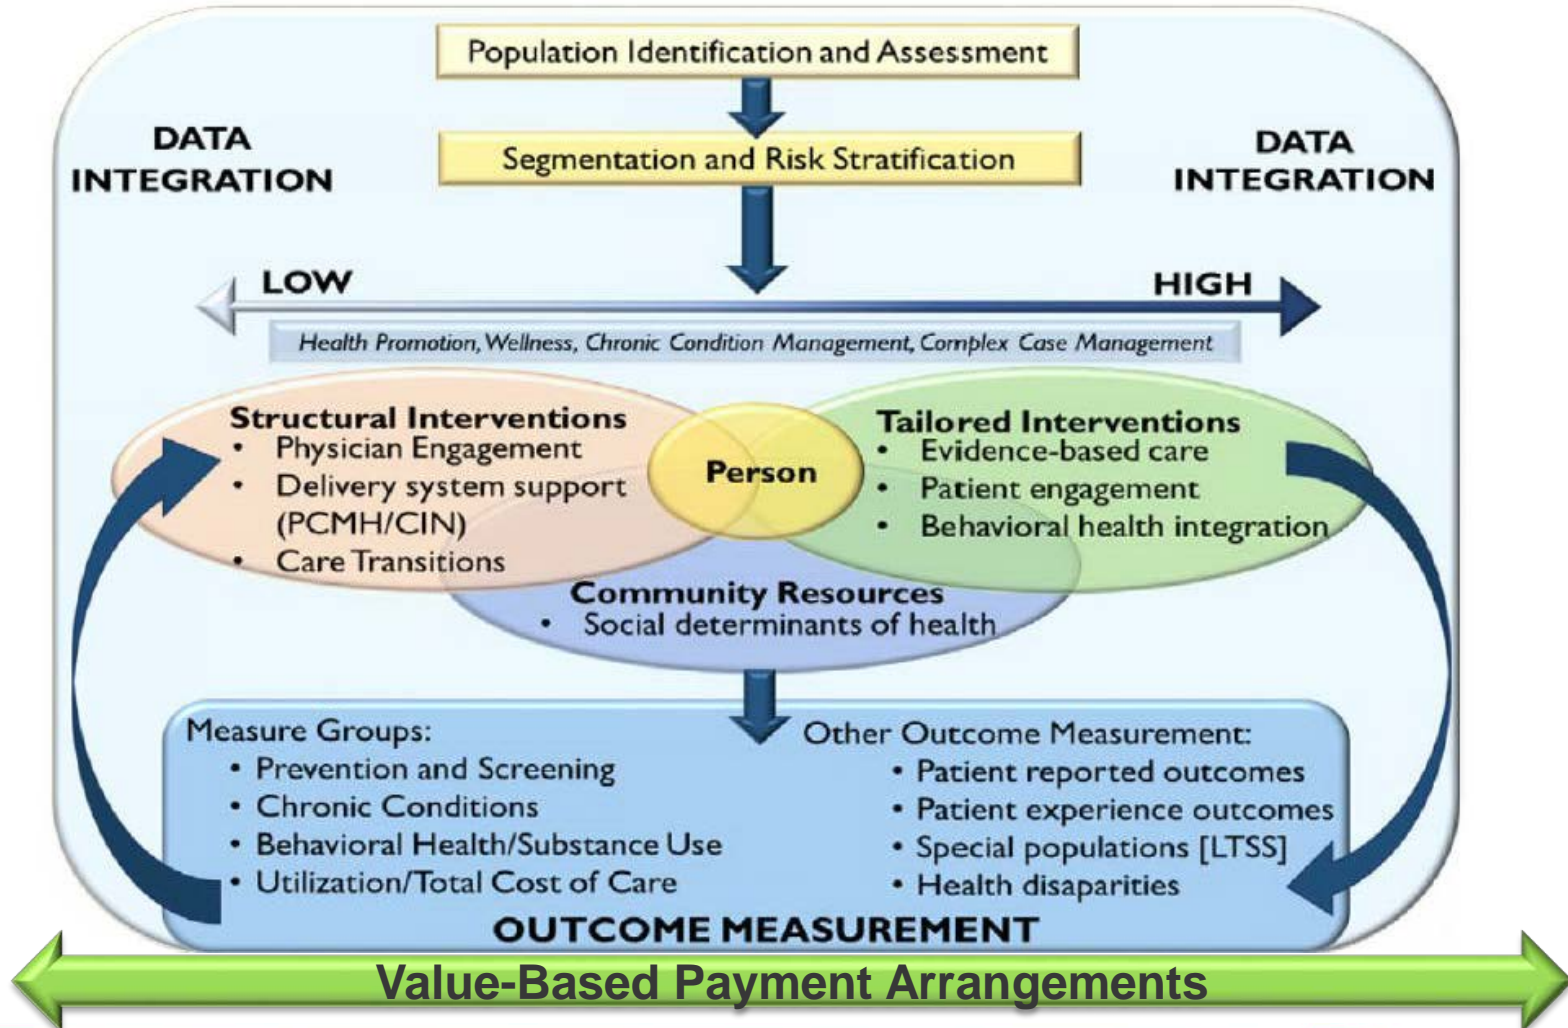 Population Identification and Assessment
DATA
INTEGRATION
DATA
INTEGRATION
Segmentation and Risk Stratification
LOW
HIGH
Health Promotion, Wellness, Chronic Condition Management, Complex Case Management
Structural Interventions
• Physician Engagement
• Delivery system support
(PCMH/CIN)
• Care Transitions
Person
Tailored Interventions
• Evidence-based care
• Patient engagement
• Behavioral health integration
Community Resources
• Social determinants of health
Measure Groups:
• Prevention and Screening
• Chronic Conditions
• Behavioral Health/Substance Use
• Utilization/Total Cost of Care
Other Outcome Measurement:
• Patient reported outcomes
• Patient experience outcomes
• Special populations [LTSS]
• Health disaparities
OUTCOME MEASUREMENT
Value-Based Payment Arrangements